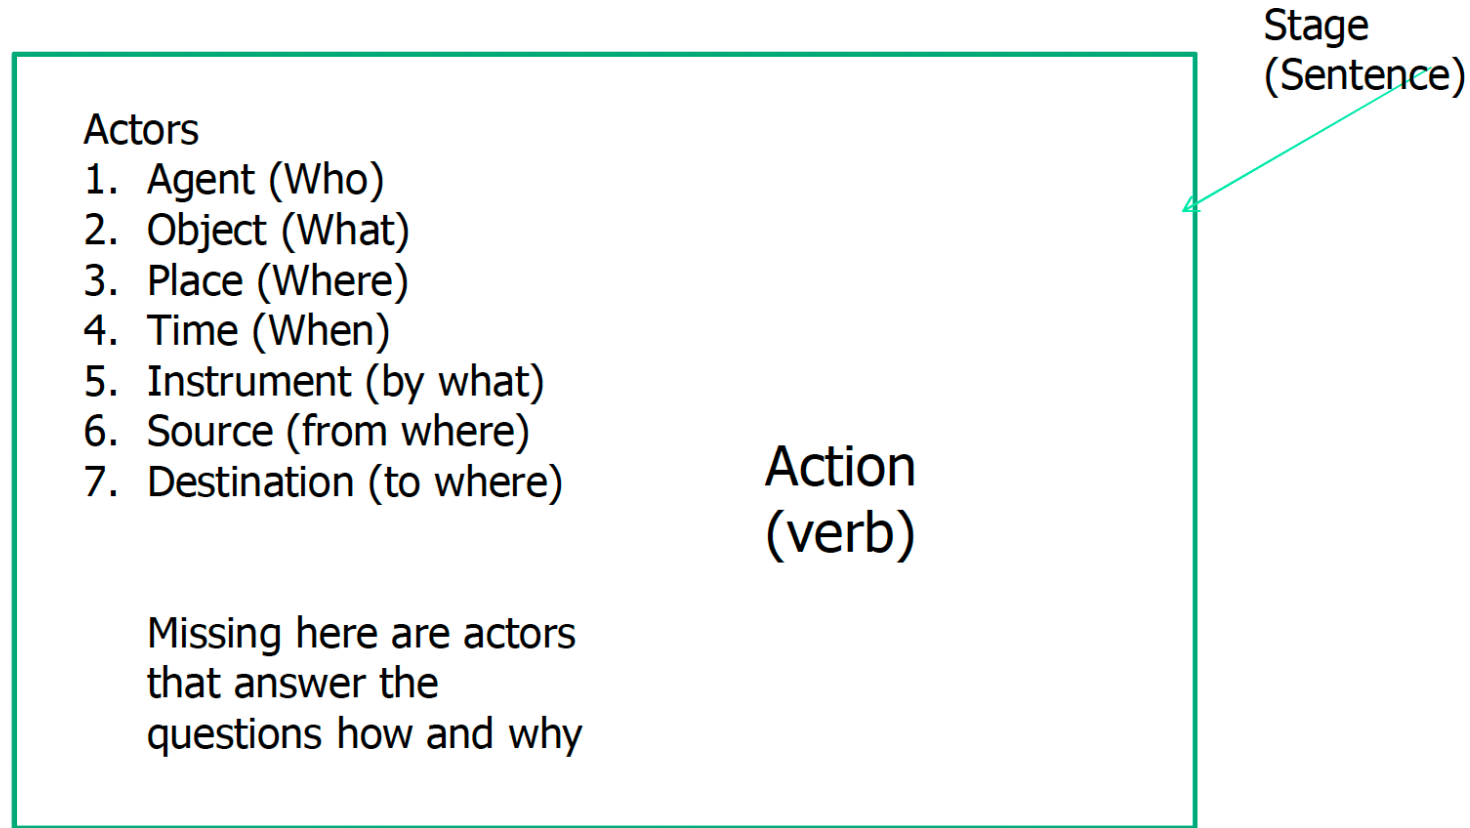 Stage
(Sentence)
Actors
1. Agent (Who)
2. Object (What)
3. Place (Where)
4. Time (When)
5. Instrument (by what)
6. Source (from where)
7. Destination (to where)
Action
(verb)
Missing here are actors
that answer the
questions how and why